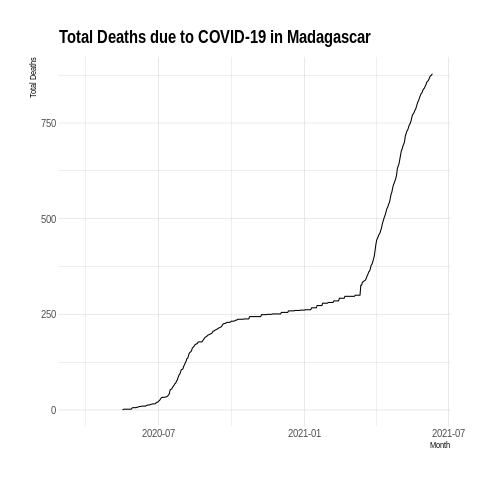 Total Deaths due to COVID-19 in Madagascar
Total Deaths
750
500
250
0
2020-07
2021-01
2021-07
Month